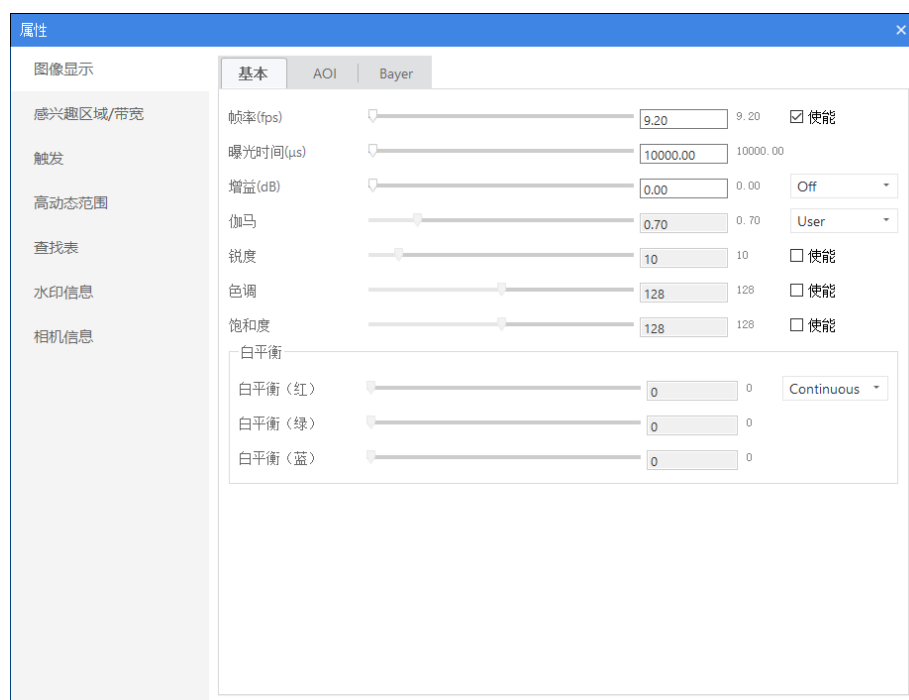 属性
图像显示
感兴趣区域/带宽
触发
高动态范围
查找表
水印信息
相机信息
基本 AOI Bayer
帧率(fps) 9.20 9.20 使能
曝光时间(μs) 10000.00 10000.00
增益(dB) 0.00 0.00 Off
伽马 0.70 0.70 User
锐度 10 10 使能
色调 128 128 使能
饱和度 128 128 使能
白平衡
白平衡（红） 0 0 Continuous
白平衡（绿） 0 0
白平衡（蓝） 0 0